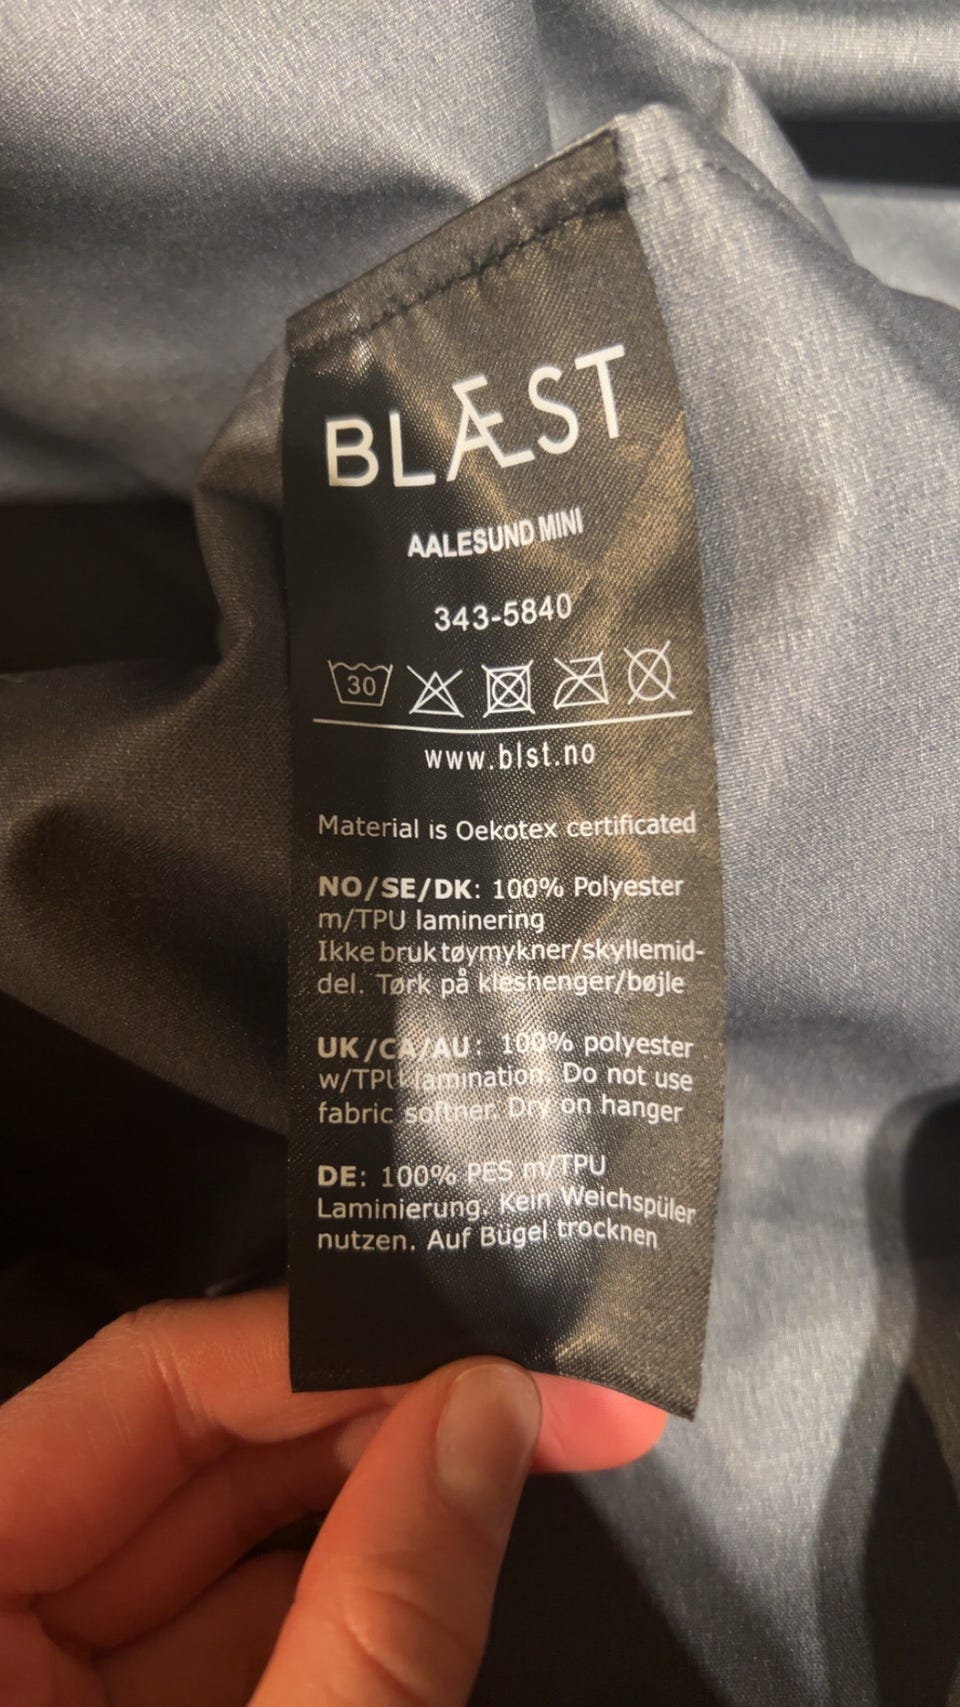 BLÆST
AALESUND MINI
343-5840
30
www.blst.no
Material is Oekotex certificated
NO/SE/DK: 100% Polyester
m/TPU laminering
Ikke bruk tøymykner/skyllemid-
del. Tørk på kleshenger/bøjle
UK/CA/AU: 100% polyester
w/TPU lamination. Do not use
fabric softner. Dry on hanger
DE: 100% PES m/TPU
Laminierung. Kein Weichspüler
nutzen. Auf Bügel trocknen